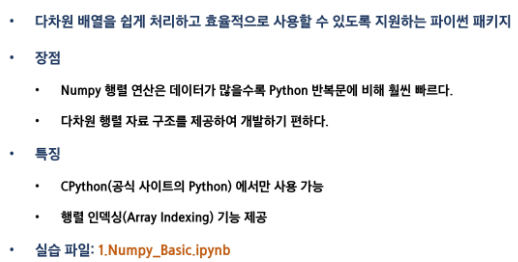 • 다차원 배열을 쉽게 처리하고 효율적으로 사용할 수 있도록 지원하는 파이썬 패키지
• 장점
• Numpy 행렬 연산은 데이터가 많을수록 Python 반복문에 비해 훨씬 빠르다.
• 다차원 행렬 자료 구조를 제공하여 개발하기 편하다.
• 특징
• CPython(공식 사이트의 Python) 에서만 사용 가능
• 행렬 인덱싱(Array Indexing) 기능 제공
• 실습 파일: 1.Numpy_Basic.ipynb